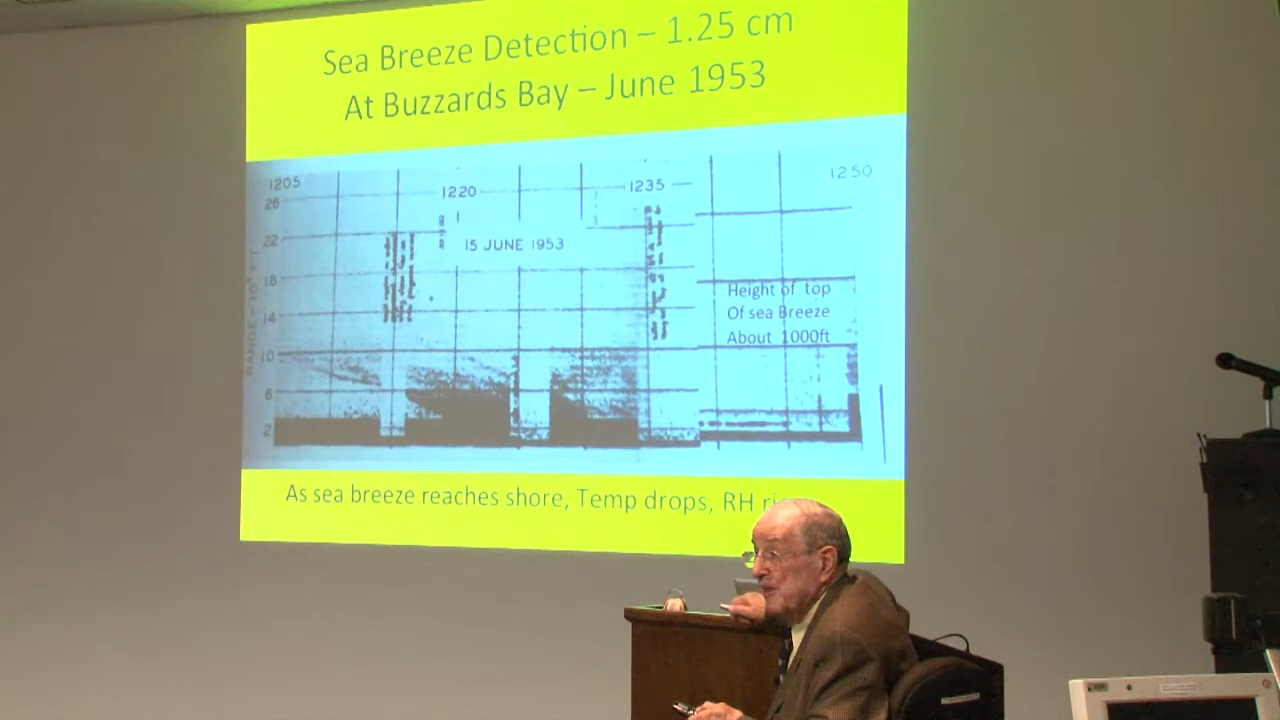 Sea Breeze Detection – 1.25 cm
At Buzzards Bay – June 1953
1205
1220
1235
1250
26
22
18
14
10
6
2
15 JUNE 1953
Height of top
Of sea Breeze
About 1000ft
As sea breeze reaches shore, Temp drops, RH